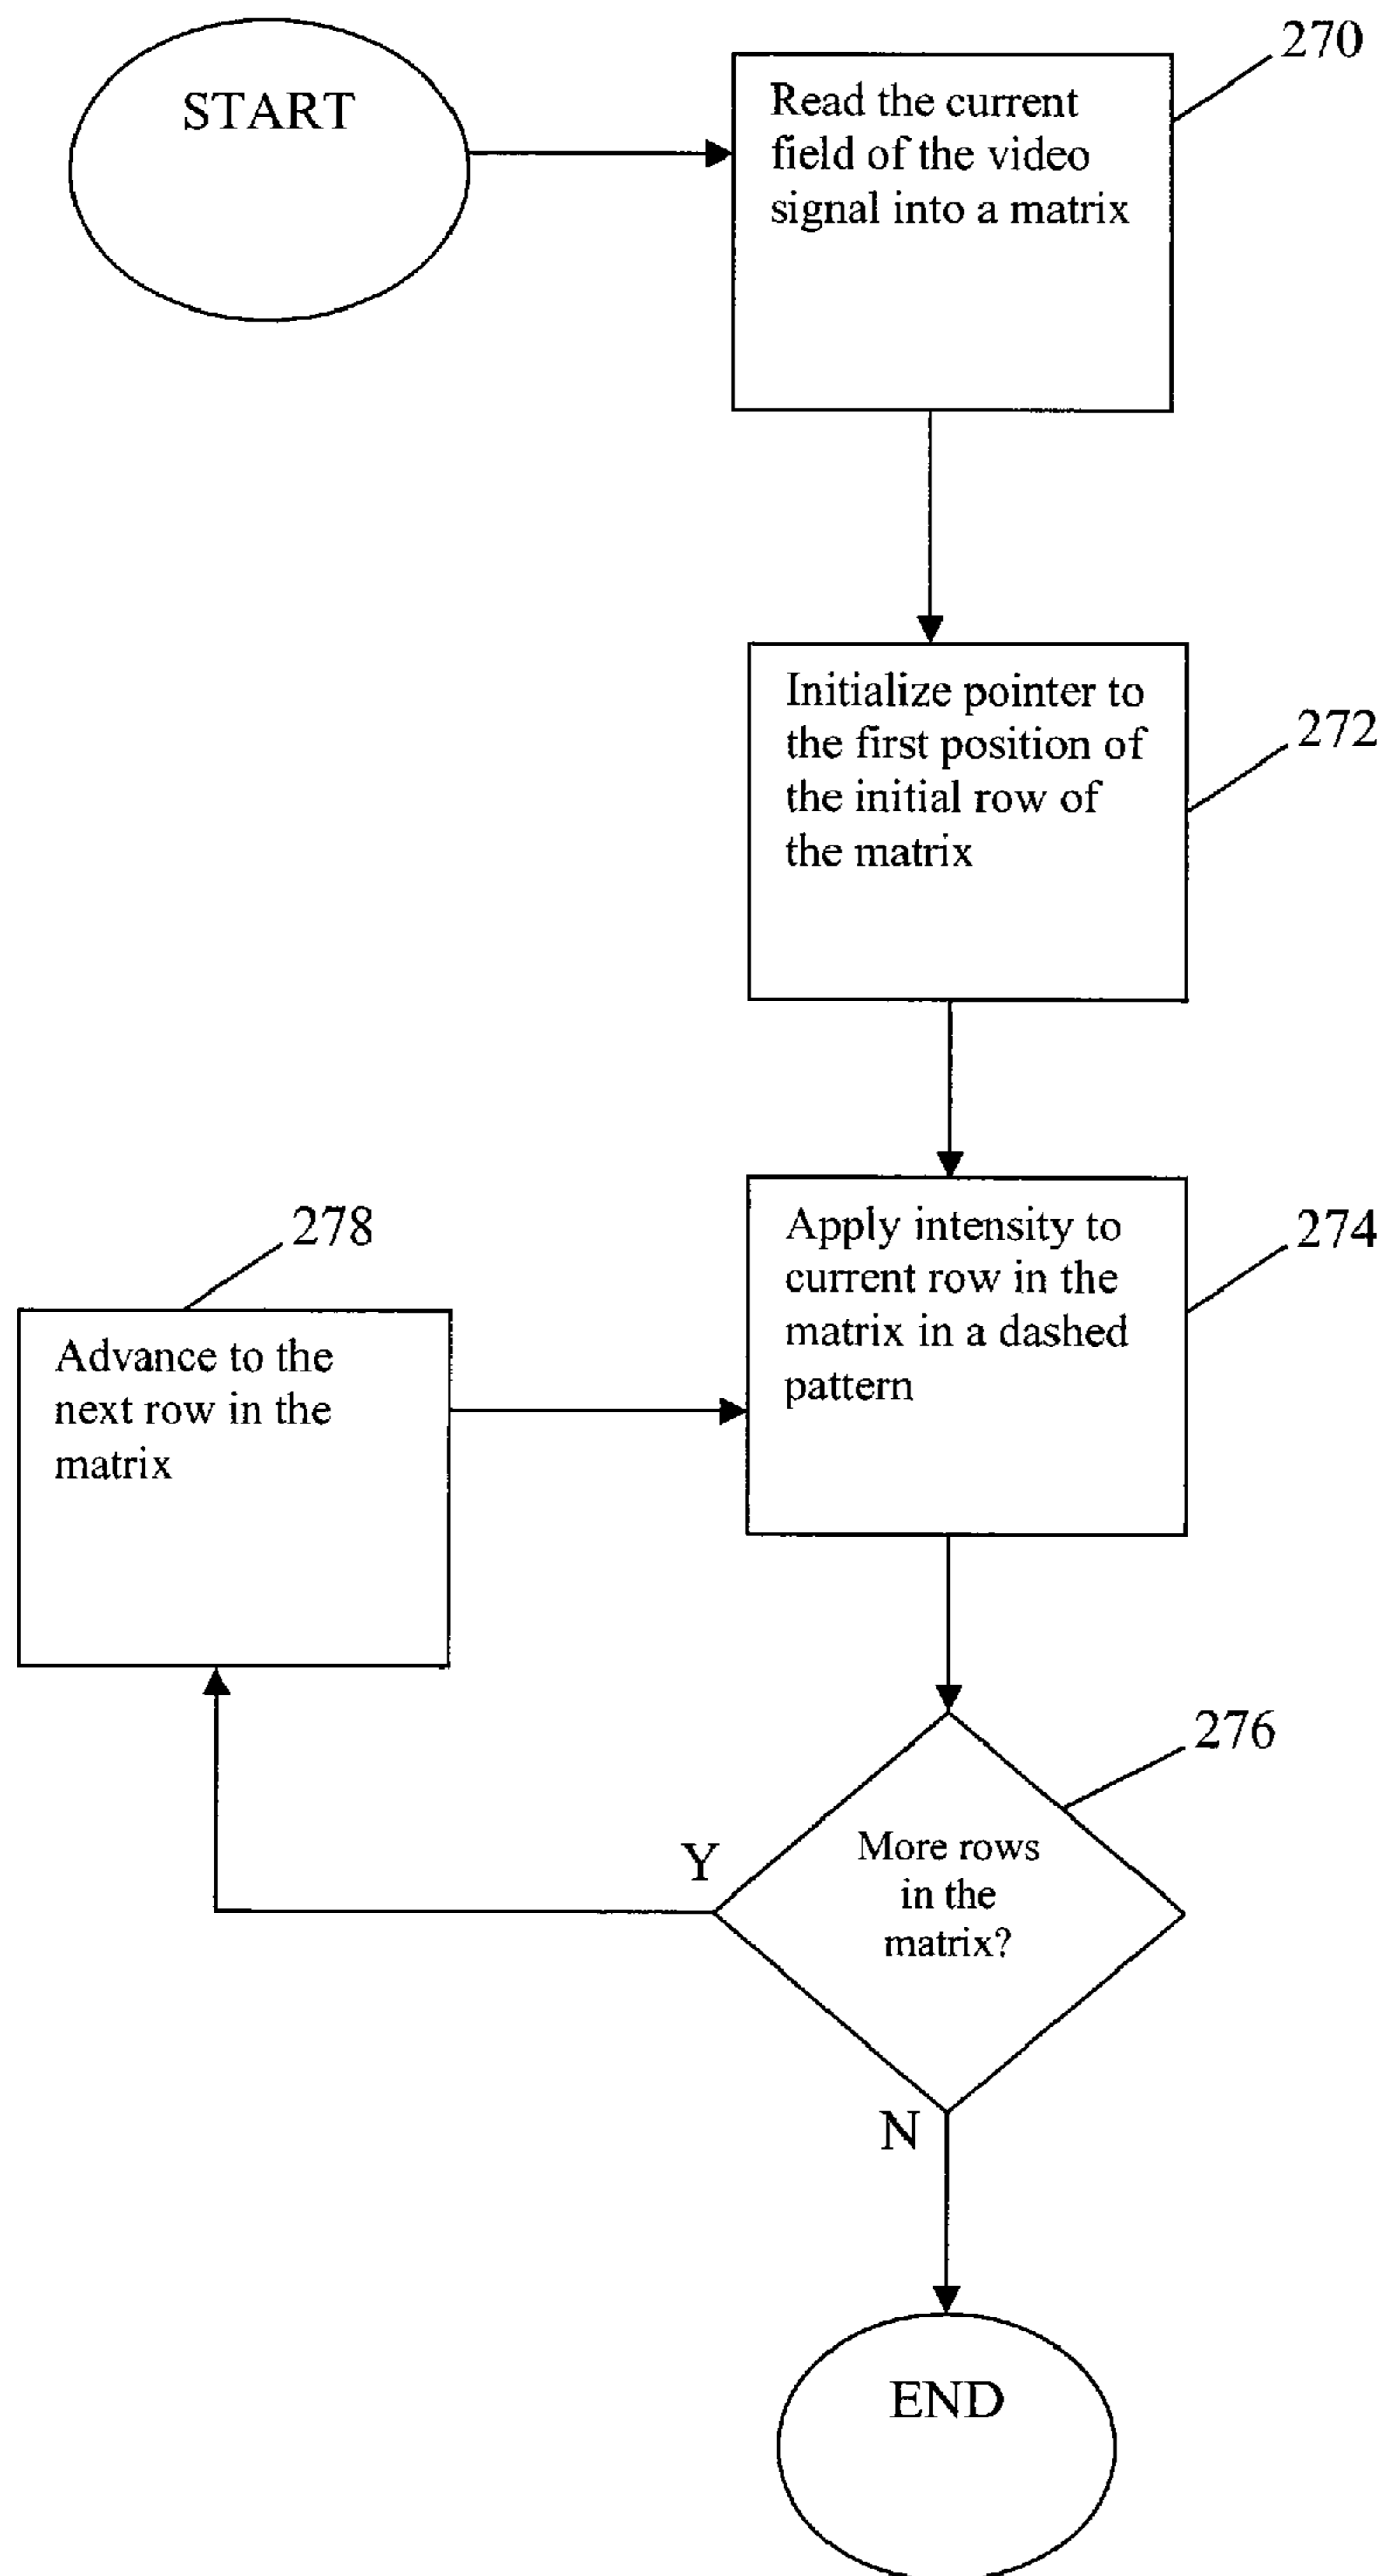 START
270
Read the current
field of the video
signal into a matrix
272
Initialize pointer to
the first position of
the initial row of
the matrix
278
274
Apply intensity to
current row in the
matrix in a dashed
pattern
Advance to the
next row in the
matrix
276
Y
More rows
in the
matrix?
N
END